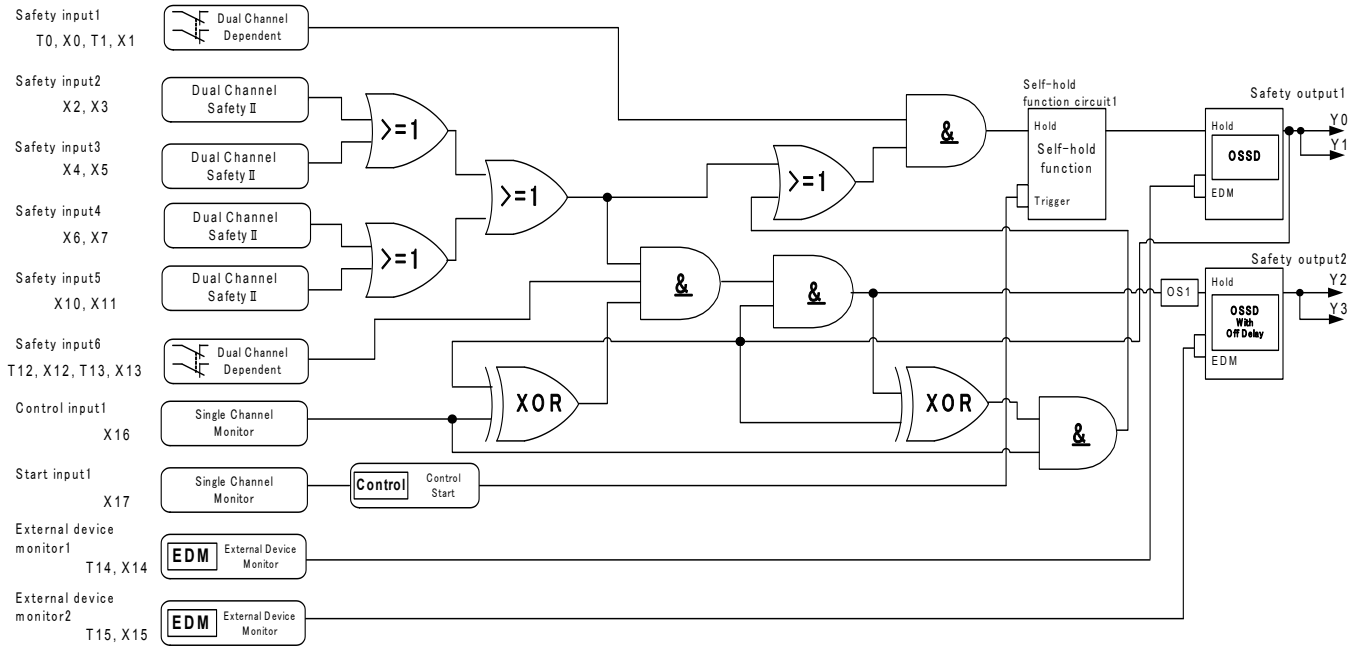 Safety input1
T0, X0, T1, X1
Dual Channel
Dependent
Safety input2
X2, X3
Dual Channel
Safety Ⅱ
Safety input3
X4, X5
Dual Channel
Safety Ⅱ
Safety input4
X6, X7
Dual Channel
Safety Ⅱ
Safety input5
X10, X11
Dual Channel
Safety Ⅱ
Safety input6
T12, X12, T13, X13
Dual Channel
Dependent
Control input1
X16
Single Channel
Monitor
Start input1
X17
Single Channel
Monitor
Control
Control
Start
External device
monitor1
T14, X14
EDM
External Device
Monitor
External device
monitor2
T15, X15
EDM
External Device
Monitor
>=1
>=1
>=1
>=1
&
&
&
XOR
XOR
&
Self-hold
function circuit1
Hold
Self-hold
function
Trigger
Safety output1
Hold
OSSD
EDM
Y0
Y1
OS1
Safety output2
Hold
OSSD
With
Off Delay
EDM
Y2
Y3